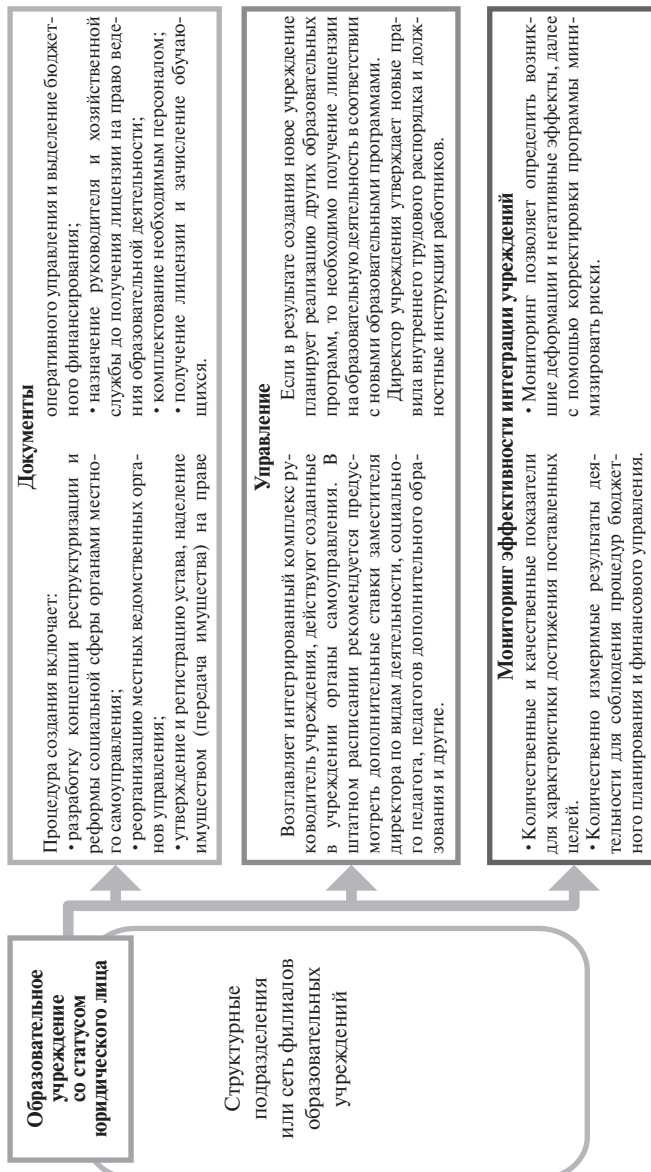 Образовательное
учреждение
со статусом
юридического лица
Структурные
подразделения
или сеть филиалов
образовательных
учреждений
Документы
Процедура создания включает:
• разработку концепции реструктуризации и
реформы социальной сферы органами местно-
го самоуправления;
• реорганизацию местных ведомственных орга-
нов управления;
• утверждение и регистрацию устава, наделение
имуществом (передача имущества) на праве
оперативного управления и выделение бюджет-
ного финансирования;
• назначение руководителя и хозяйственной
службы до получения лицензии на право веде-
ния образовательной деятельности;
• комплектование необходимым персоналом;
• получение лицензии и зачисление обучаю-
щихся.
Управление
Возглавляет интегрированный комплекс ру-
ководитель учреждения, действуют созданные
в учреждении органы самоуправления. В
штатном расписании рекомендуется предус-
мотреть дополнительные ставки заместителя
директора по видам деятельности, социально-
го педагога, педагогов дополнительного обра-
зования и другие.
Если в результате создания новое учреждение
планирует реализацию других образовательных
программ, то необходимо получение лицензии
на образовательную деятельность в соответствии
с новыми образовательными программами.
Директор учреждения утверждает новые пра-
вила внутреннего трудового распорядка и долж-
ностные инструкции работников.
Мониторинг эффективности интеграции учреждений
• Количественные и качественные показатели
для характеристики достижения поставленных
целей.
• Количественно измеримые результаты дея-
тельности для соблюдения процедур бюджет-
ного планирования и финансового управления.
• Мониторинг позволяет определить возник-
шие деформации и негативные эффекты, далее
с помощью корректировки программы мини-
мизировать риски.